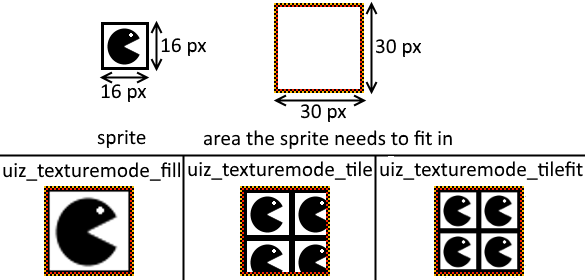 16 px
16 px
30 px
30 px
sprite
area the sprite needs to fit in
uiz_texturemode_fill
uiz_texturemode_tile
uiz_texturemode_tilefit